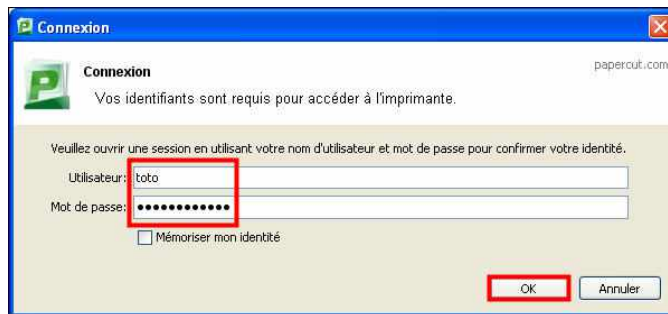 Connexion
Connexion
papercut.com
Vos identifiants sont requis pour accéder à l'imprimante.
Veuillez ouvrir une session en utilisant votre nom d'utilisateur et mot de passe pour confirmer votre identité.
Utilisateur: toto
Mot de passe: ●●●●●●●●●●●●
Mémoriser mon identité
OK Annuler